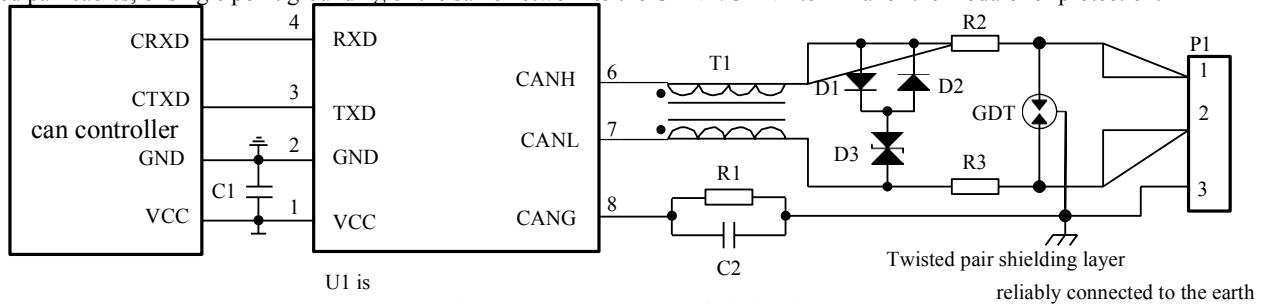 4
P1
CRXD
RXD
R2
T1
CANH
6
1
D1
D2
CTXD
3
TXD
GDT
2
can controller
CANL
7
D3
GND
2
GND
R1
R3
C1
3
VCC
1
VCC
CANG
8
C2
Twisted pair shielding layer
U1 is
reliably connected to the earth